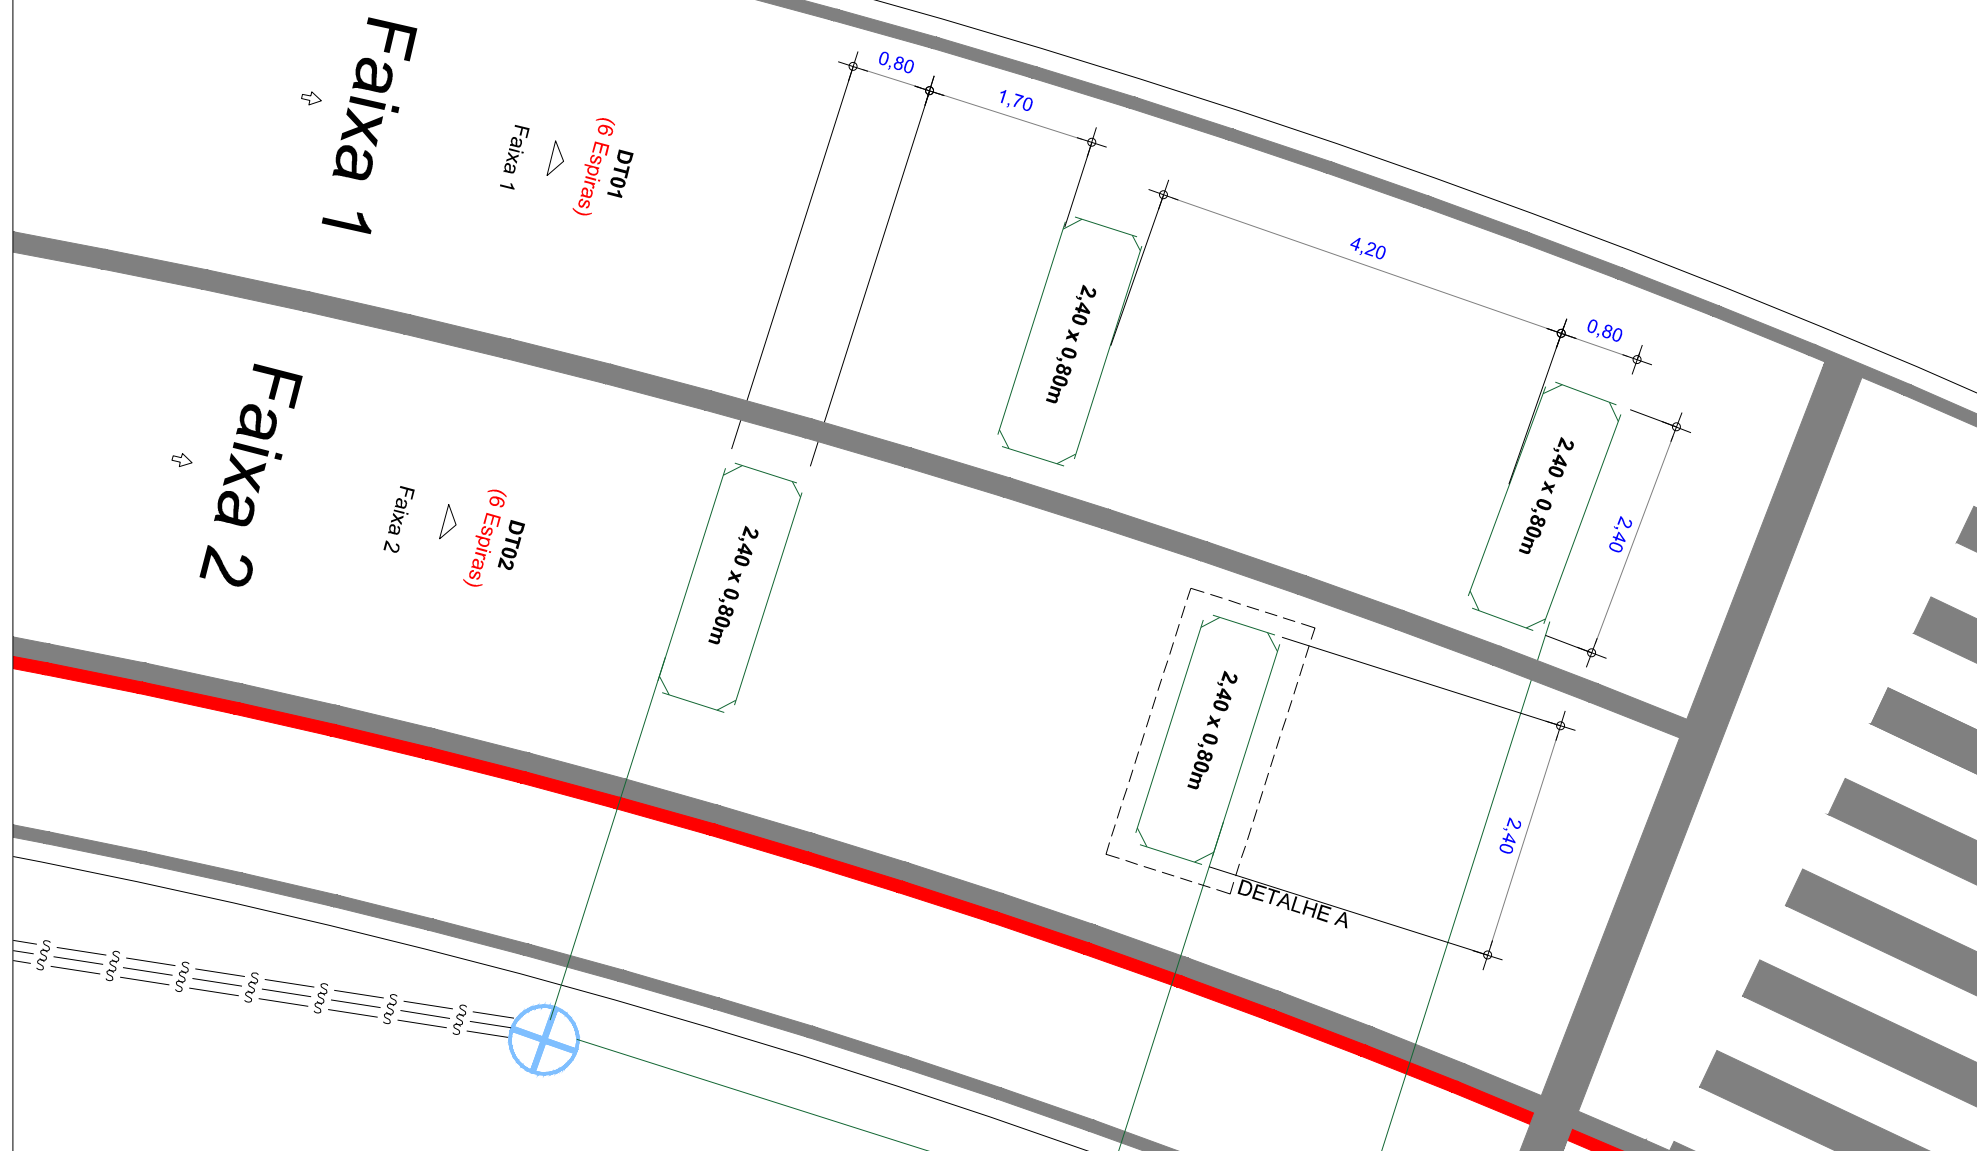 Faixa 1
Faixa 1
(6 Espiras)
DT01
0,80
1,70
4,20
0,80
2,40 x 0,80m
2,40 x 0,80m
2,40
Faixa 2
Faixa 2
(6 Espiras)
DT02
2,40 x 0,80m
2,40 x 0,80m
2,40
DETALHE A
S S S S S S S
S S S S S S S
S S S S S S S